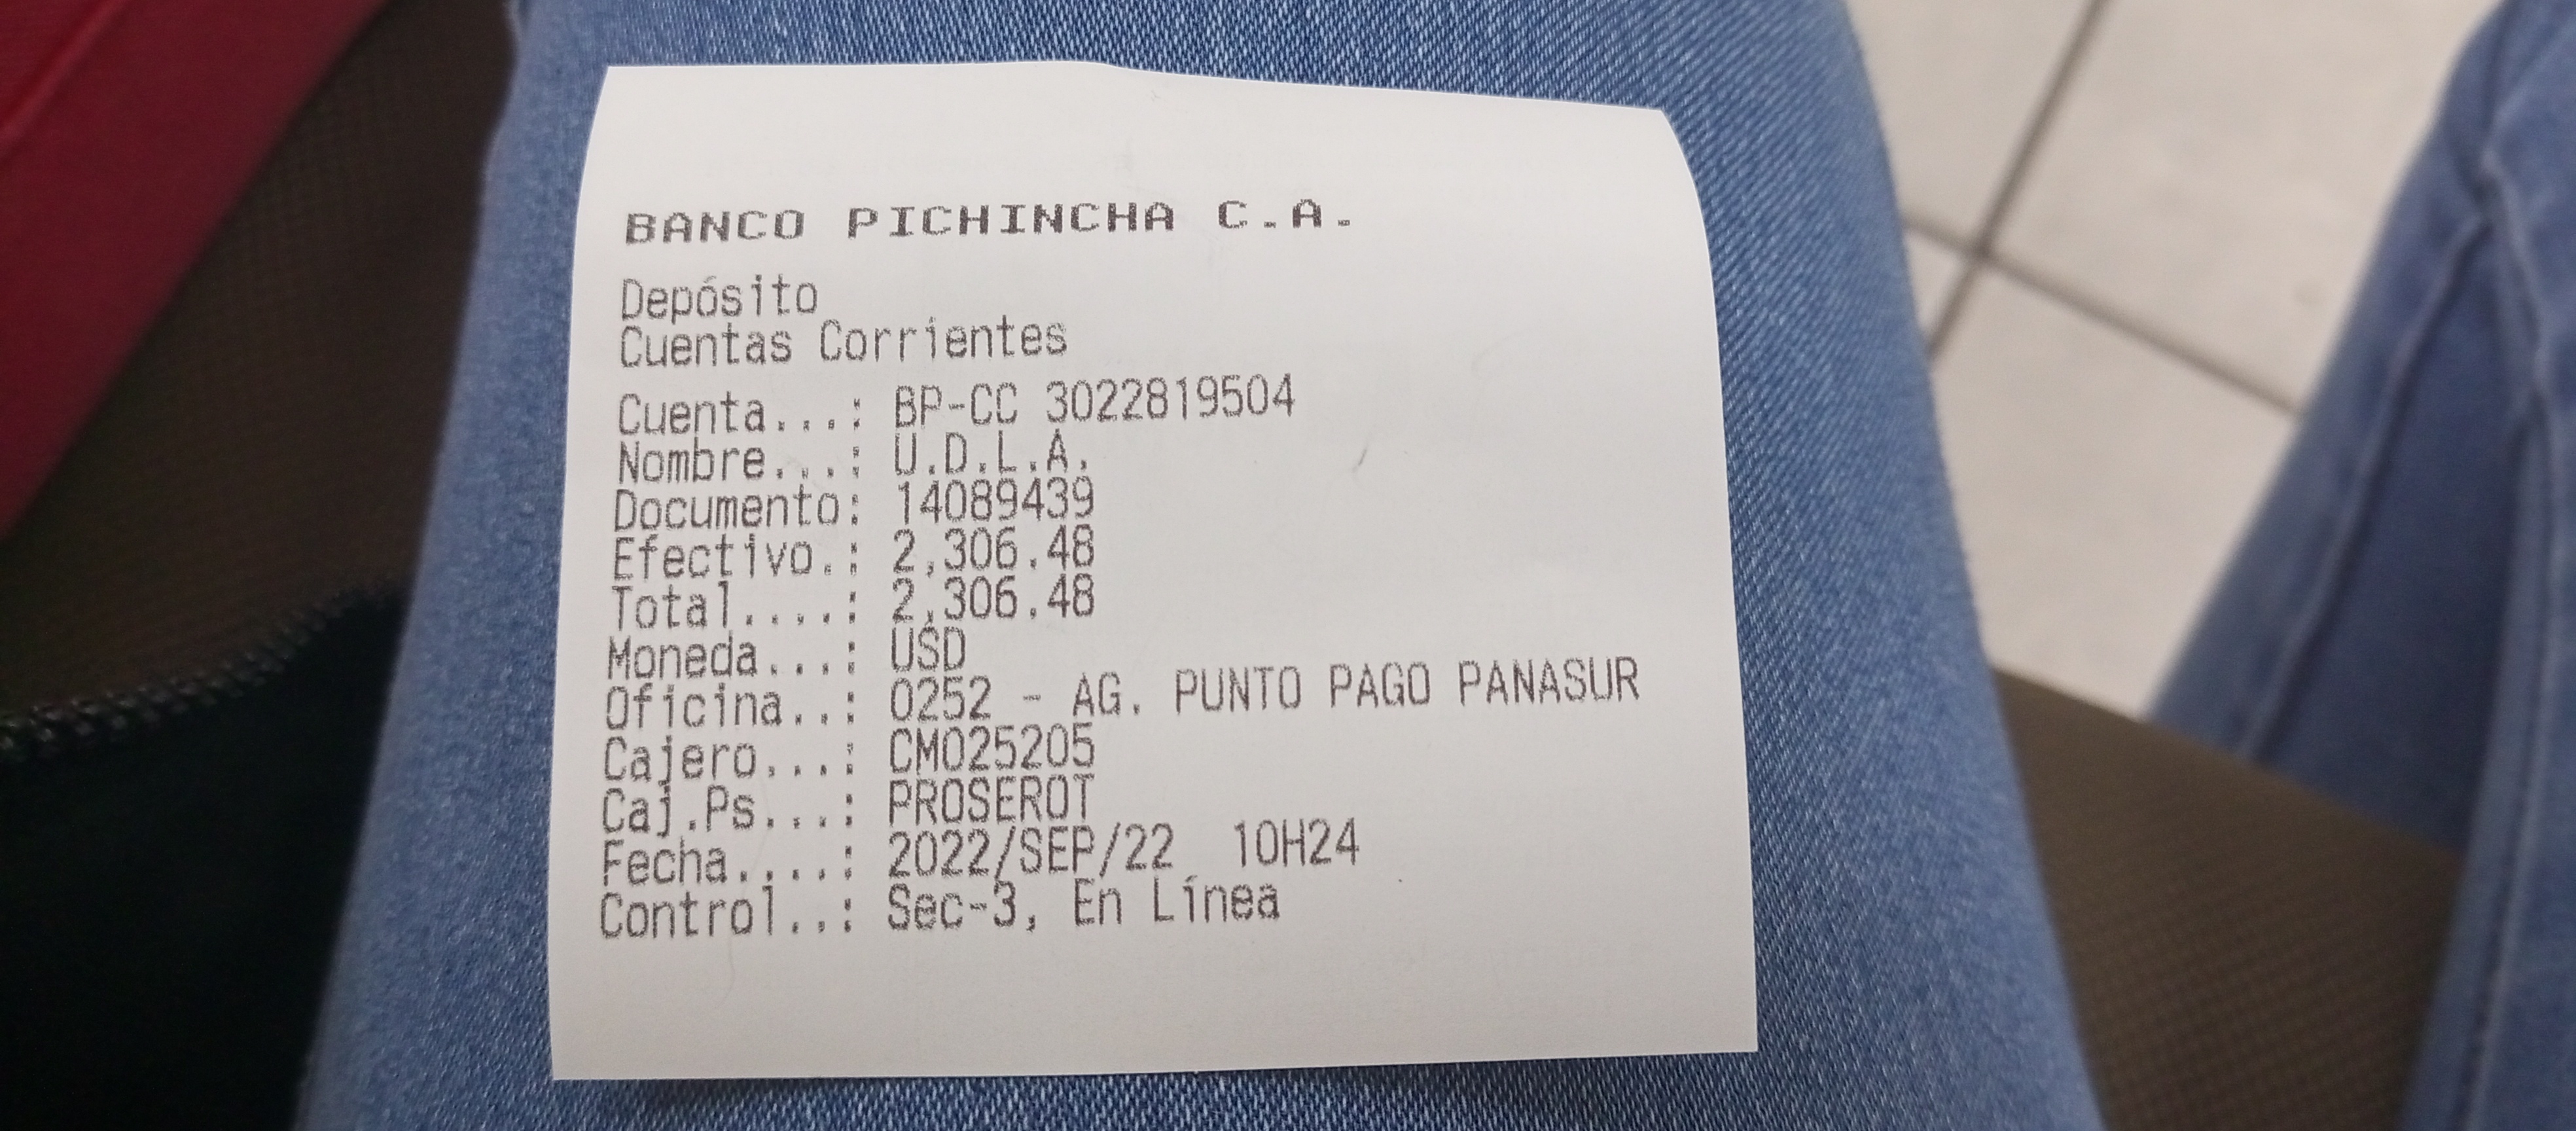 BANCO PICHINCHA C.A.
Depósito
Cuentas Corrientes
Cuenta...: BP-CC 3022819504
Nombre...: U.D.L.A.
Documento: 14089439
Efectivo.: 2,306.48
Total....: 2,306.48
Moneda...: USD
Oficina..: 0252 - AG. PUNTO PAGO PANASUR
Cajero...: CM025205
Caj.Ps...: PROSEROT
Fecha....: 2022/SEP/22 10H24
Control..: Sec-3, En Línea